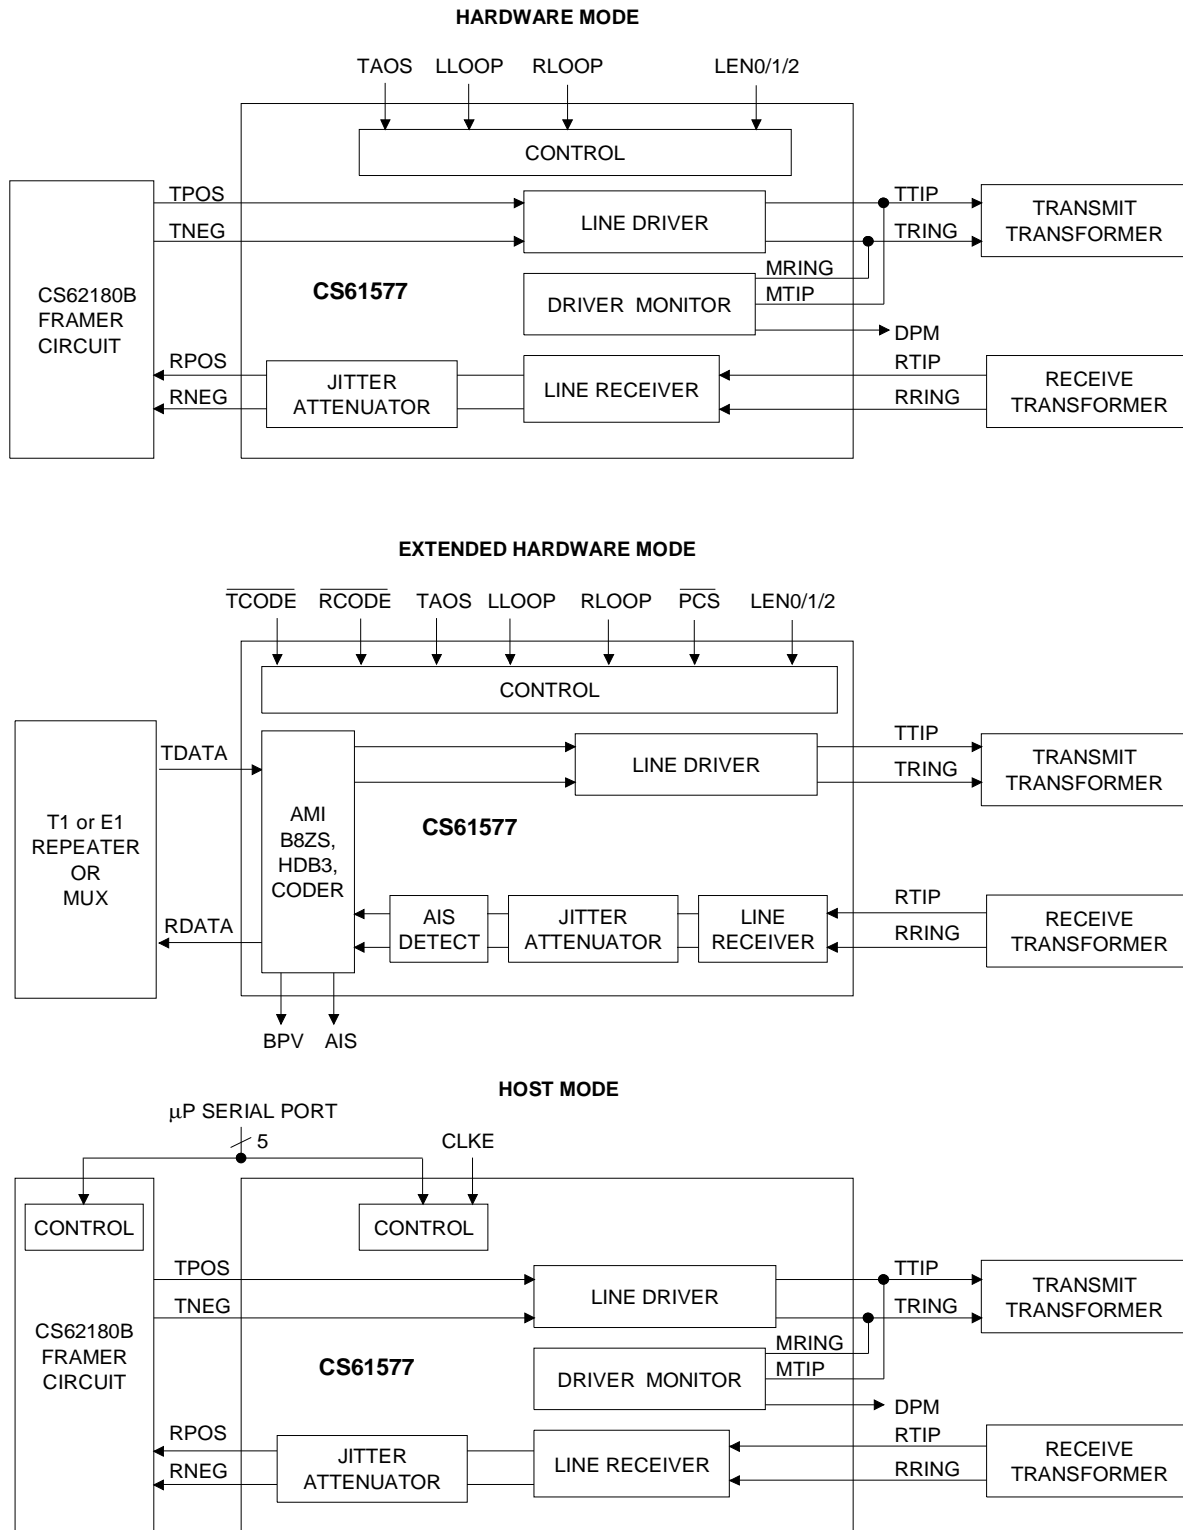 HARDWARE MODE
TAOS LLOOP RLOOP LEN0/1/2
CONTROL
TPOS
TNEG
LINE DRIVER
TTIP
TRING
TRANSMIT
TRANSFORMER
CS62180B
FRAMER
CIRCUIT
CS61577
DRIVER MONITOR
MRING
MTIP
DPM
RPOS
RNEG
JITTER
ATTENUATOR
LINE RECEIVER
RTIP
RRING
RECEIVE
TRANSFORMER
EXTENDED HARDWARE MODE
TCODE RCODE TAOS LLOOP RLOOP PCS LEN0/1/2
CONTROL
TDATA
LINE DRIVER
TTIP
TRING
TRANSMIT
TRANSFORMER
T1 or E1
REPEATER
OR
MUX
AMI
B8ZS,
HDB3,
CODER
CS61577
RDATA
AIS
DETECT
JITTER
ATTENUATOR
LINE
RECEIVER
RTIP
RRING
RECEIVE
TRANSFORMER
BPV AIS
HOST MODE
µP SERIAL PORT
5
CLKE
CONTROL
CONTROL
TPOS
TNEG
LINE DRIVER
TTIP
TRING
TRANSMIT
TRANSFORMER
CS62180B
FRAMER
CIRCUIT
CS61577
DRIVER MONITOR
MRING
MTIP
DPM
RPOS
RNEG
JITTER
ATTENUATOR
LINE RECEIVER
RTIP
RRING
RECEIVE
TRANSFORMER